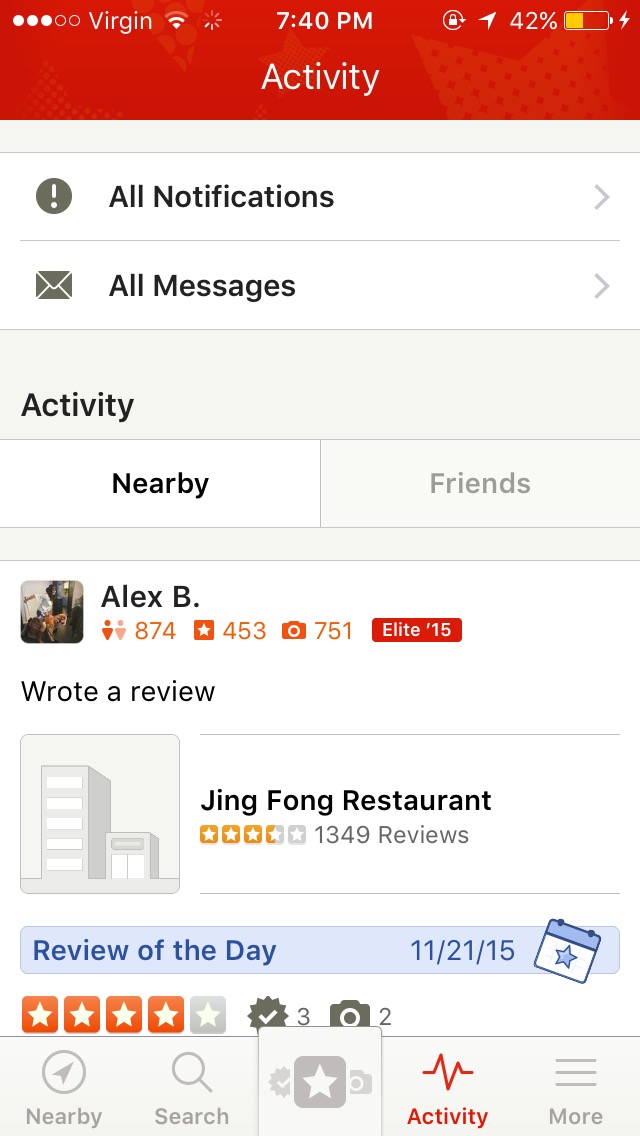 Virgin 7:40 PM 42%
Activity
All Notifications
All Messages
Activity
Nearby Friends
Alex B.
874 453 751 Elite '15
Wrote a review
Jing Fong Restaurant
1349 Reviews
Review of the Day 11/21/15
3 2
Nearby Search Activity More